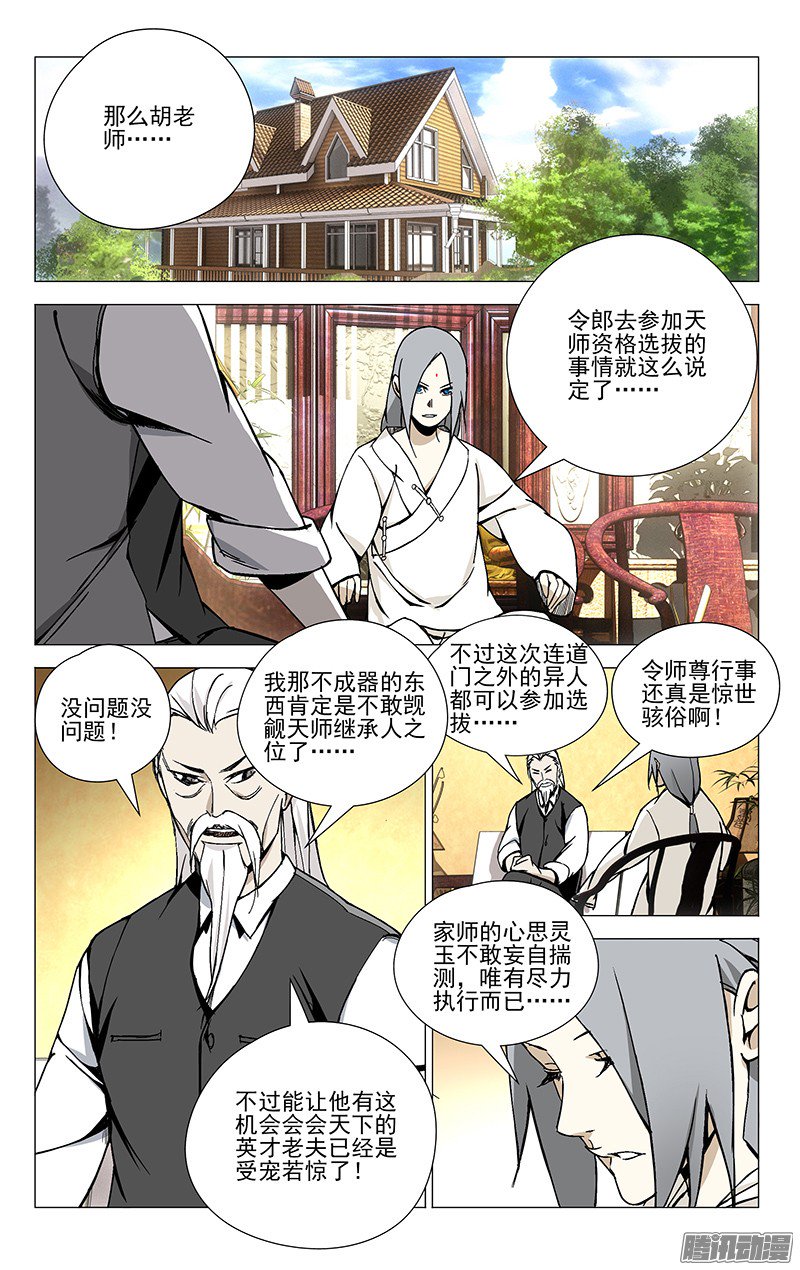 那么胡老
师……
令郎去参加天
师资格选拔的
事情就这么说
定了……
没问题没
问题！
我那不成器的东
西肯定是不敢觊
觎天师继承人之
位了……
不过能让他有这
机会会会天下的
英才老夫已经是
受宠若惊了！
不过这次连道
门之外的异人
都可以参加选
拔……
令师尊行事
还真是惊世
骇俗啊！
家师的心思灵
玉不敢妄自揣
测，唯有尽力
执行而已……
腾讯动漫